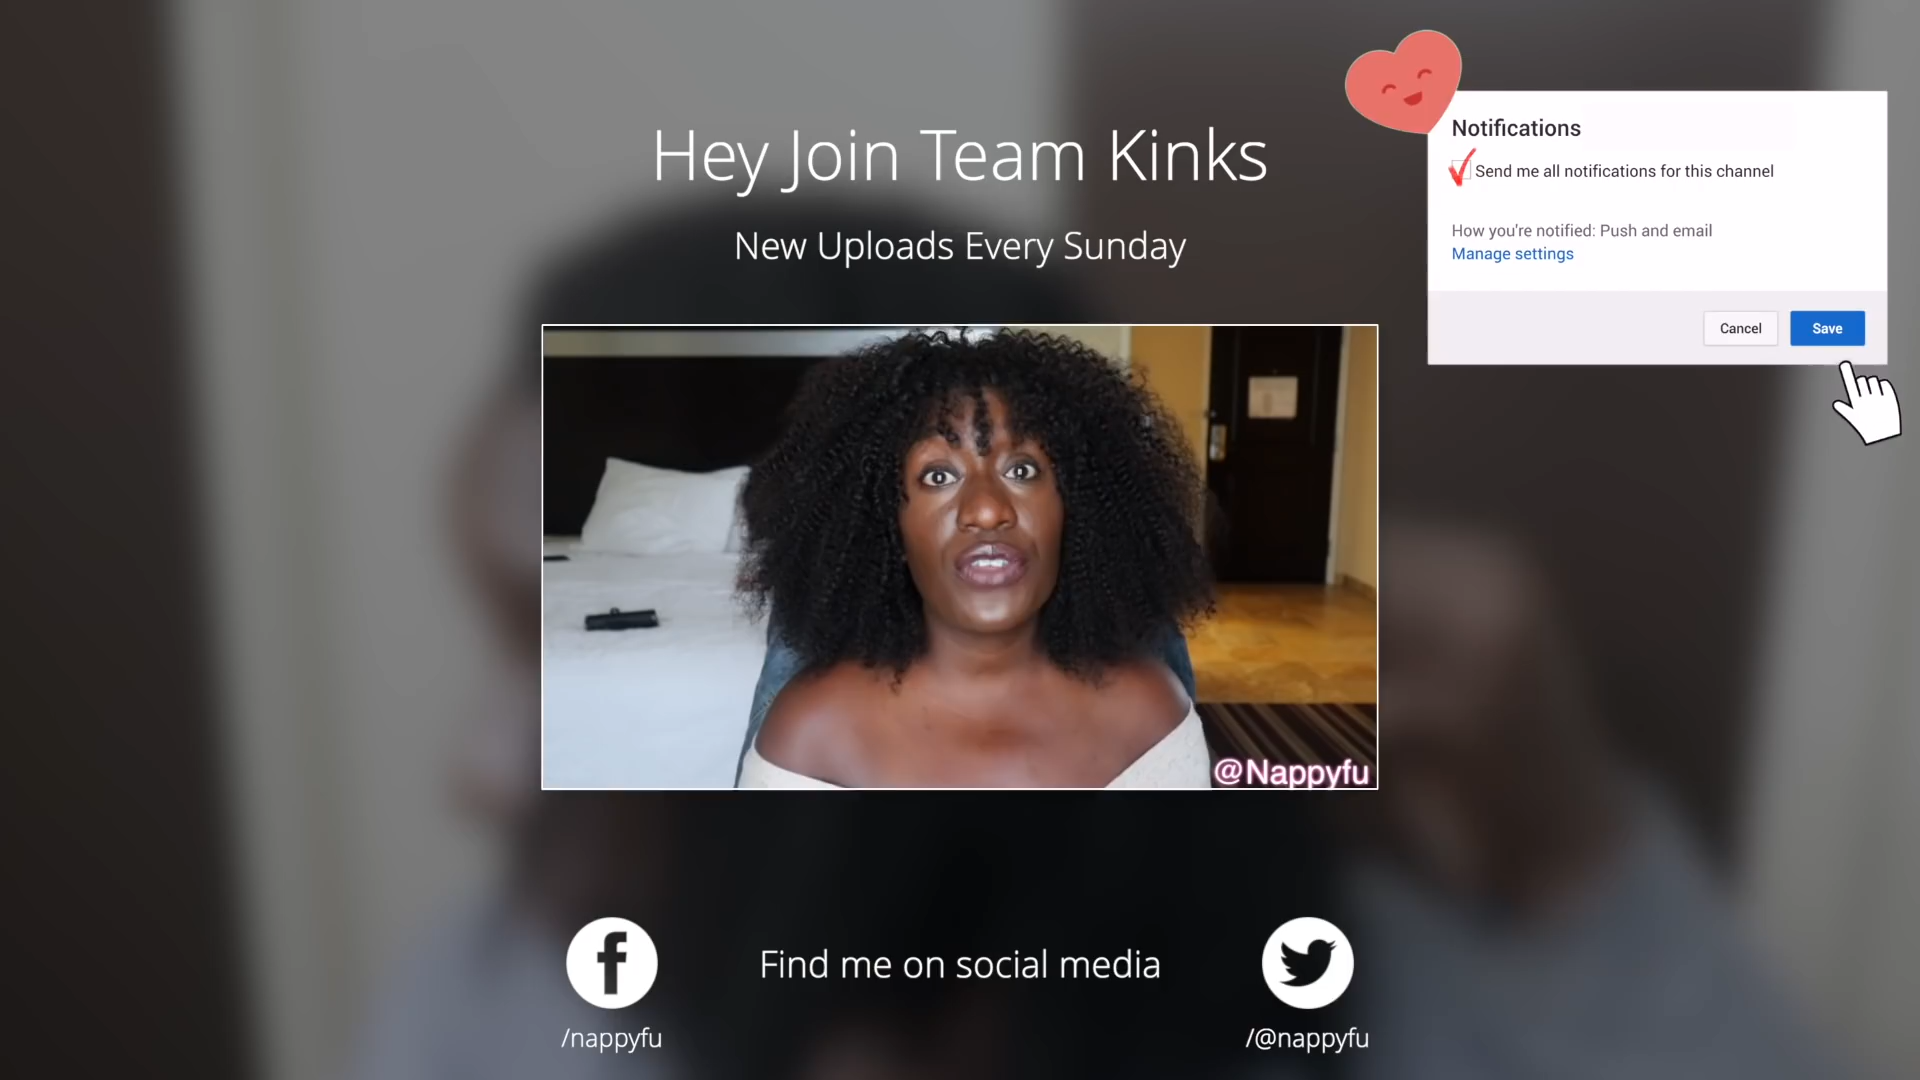 Hey Join Team Kinks
New Uploads Every Sunday
Notifications
Send me all notifications for this channel
How you're notified: Push and email
Manage settings
Cancel
Save
@Nappyfu
Find me on social media
/nappyfu
/@nappyfu